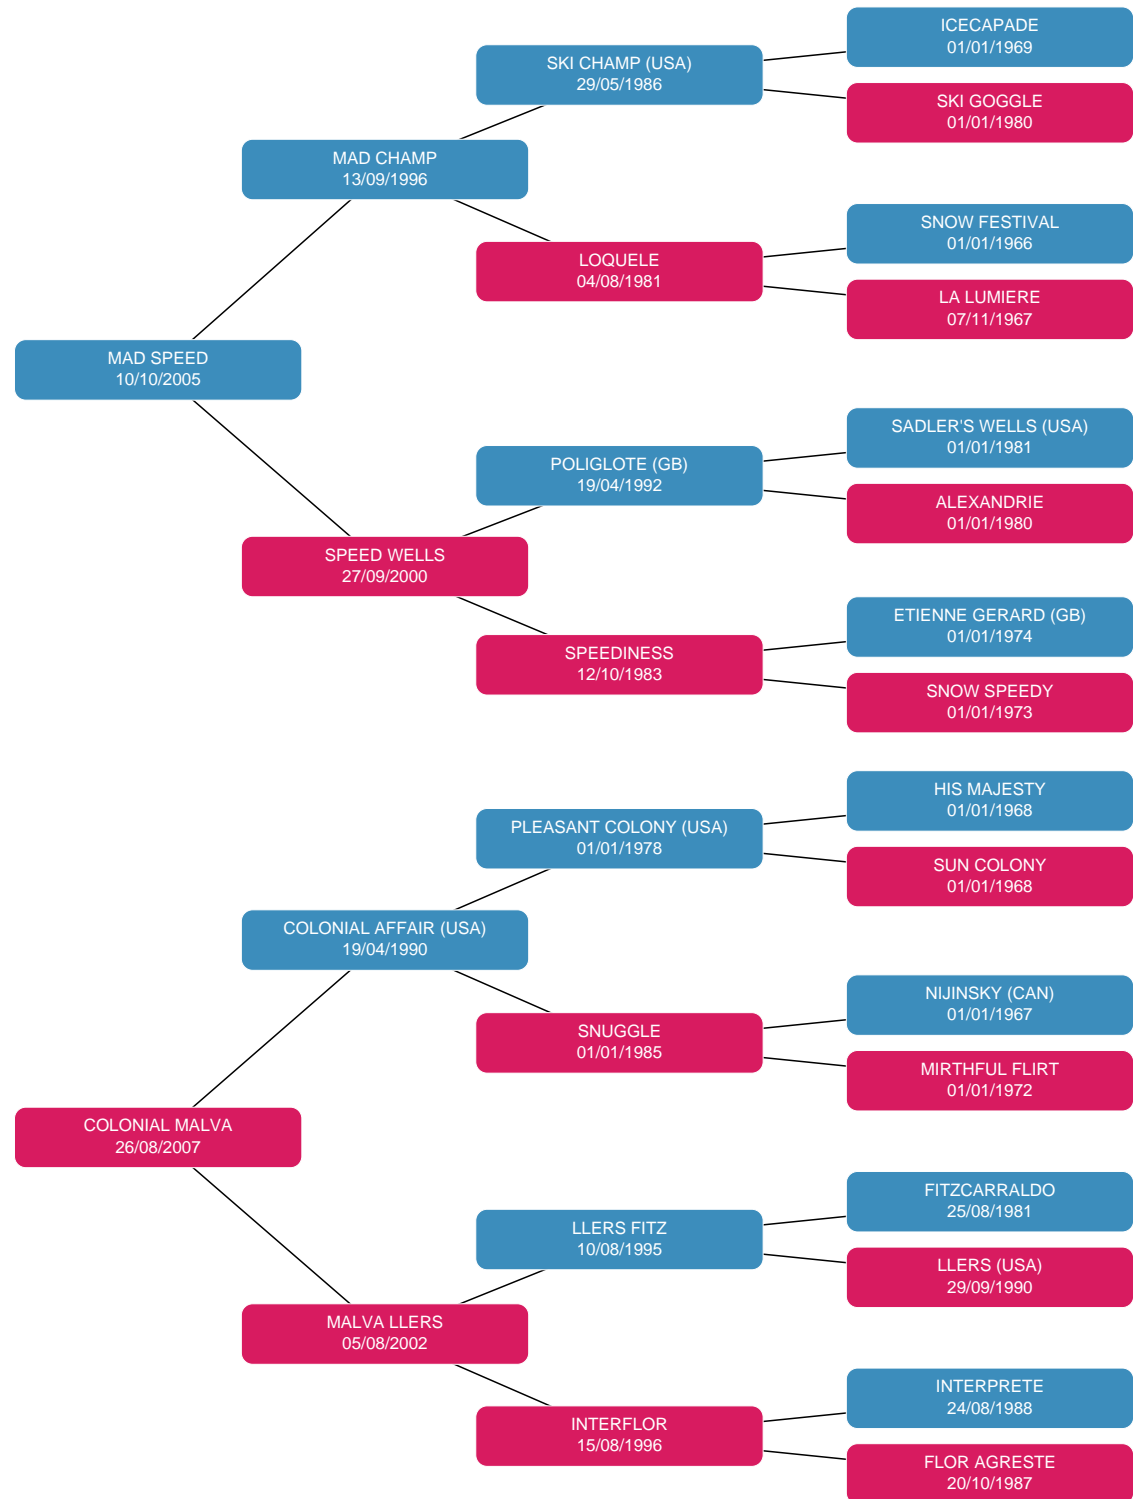 ICECAPADE
01/01/1969
SKI CHAMP (USA)
29/05/1986
SKI GOGGLE
01/01/1980
MAD CHAMP
13/09/1996
SNOW FESTIVAL
01/01/1966
LOQUELE
04/08/1981
LA LUMIERE
07/11/1967
MAD SPEED
10/10/2005
SADLER'S WELLS (USA)
01/01/1981
POLIGLOTE (GB)
19/04/1992
ALEXANDRIE
01/01/1980
SPEED WELLS
27/09/2000
ETIENNE GERARD (GB)
01/01/1974
SPEEDINESS
12/10/1983
SNOW SPEEDY
01/01/1973
HIS MAJESTY
01/01/1968
PLEASANT COLONY (USA)
01/01/1978
SUN COLONY
01/01/1968
COLONIAL AFFAIR (USA)
19/04/1990
NIJINSKY (CAN)
01/01/1967
SNUGGLE
01/01/1985
MIRTHFUL FLIRT
01/01/1972
COLONIAL MALVA
26/08/2007
FITZCARRALDO
25/08/1981
LLERS FITZ
10/08/1995
LLERS (USA)
29/09/1990
MALVA LLERS
05/08/2002
INTERPRETE
24/08/1988
INTERFLOR
15/08/1996
FLOR AGRESTE
20/10/1987